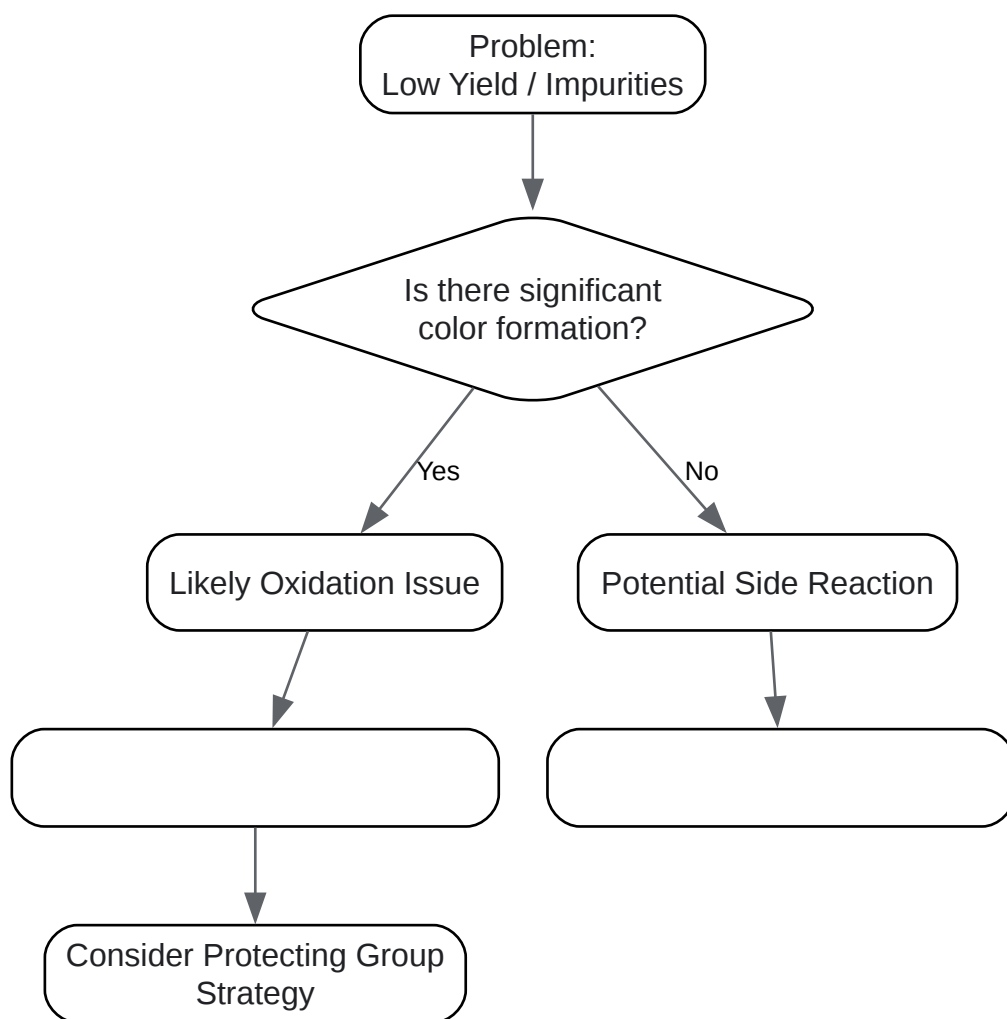 Problem:
Low Yield / Impurities
Is there significant
color formation?
Yes
No
Likely Oxidation Issue
Potential Side Reaction
Consider Protecting Group
Strategy